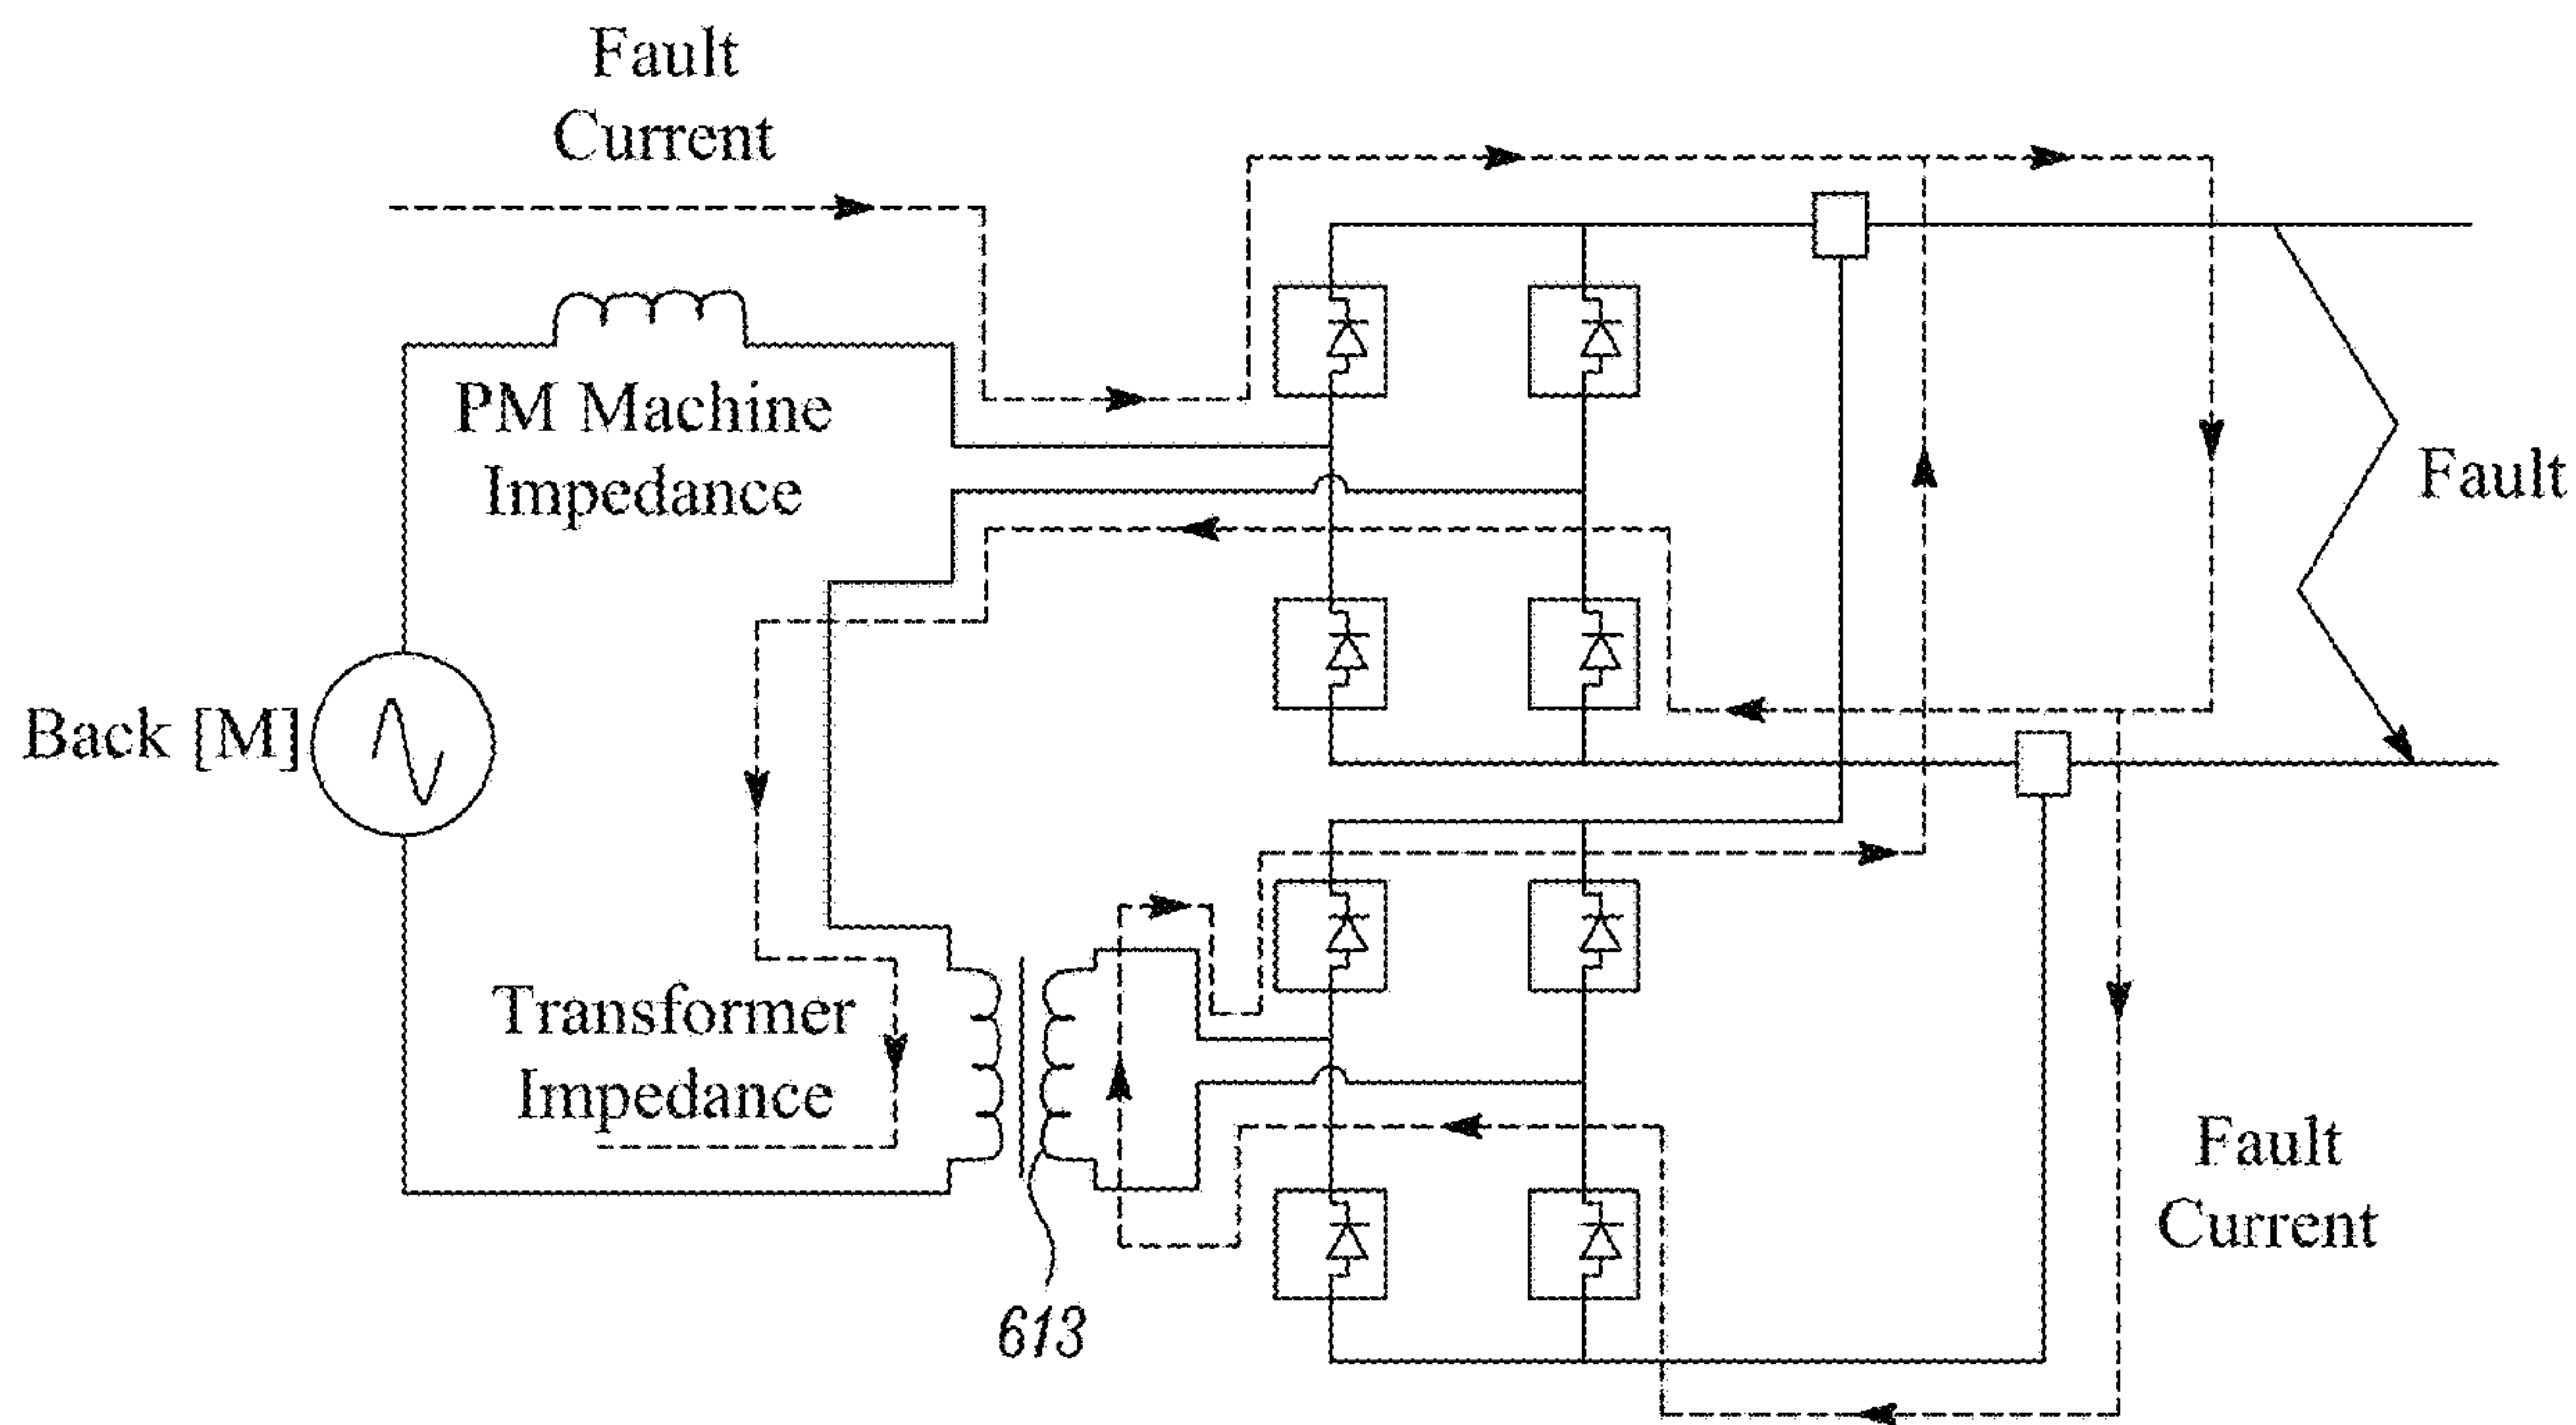 Fault
Current
PM Machine
Impedance
Fault
Back [M]
Transformer
Impedance
Fault
Current
613